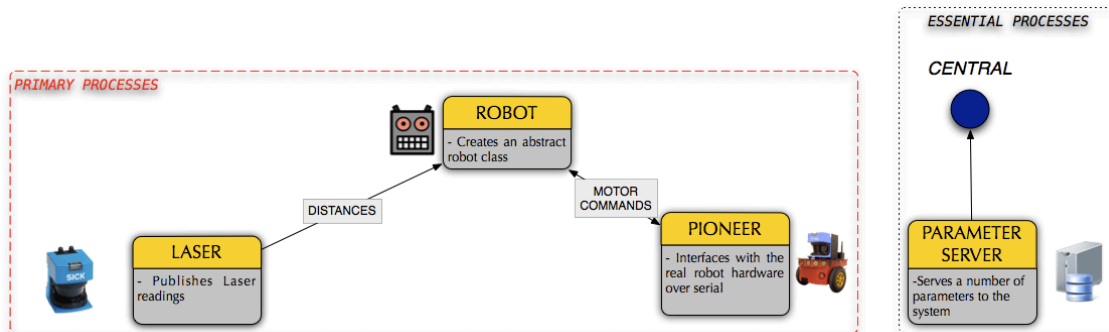 ESSENTIAL PROCESSES
CENTRAL
PRIMARY PROCESSES
ROBOT
- Creates an abstract
robot class
DISTANCES
MOTOR
COMMANDS
LASER
- Publishes Laser
readings
SICK
PIONEER
- Interfaces with the
real robot hardware
over serial
PARAMETER
SERVER
-Serves a number of
parameters to the
system